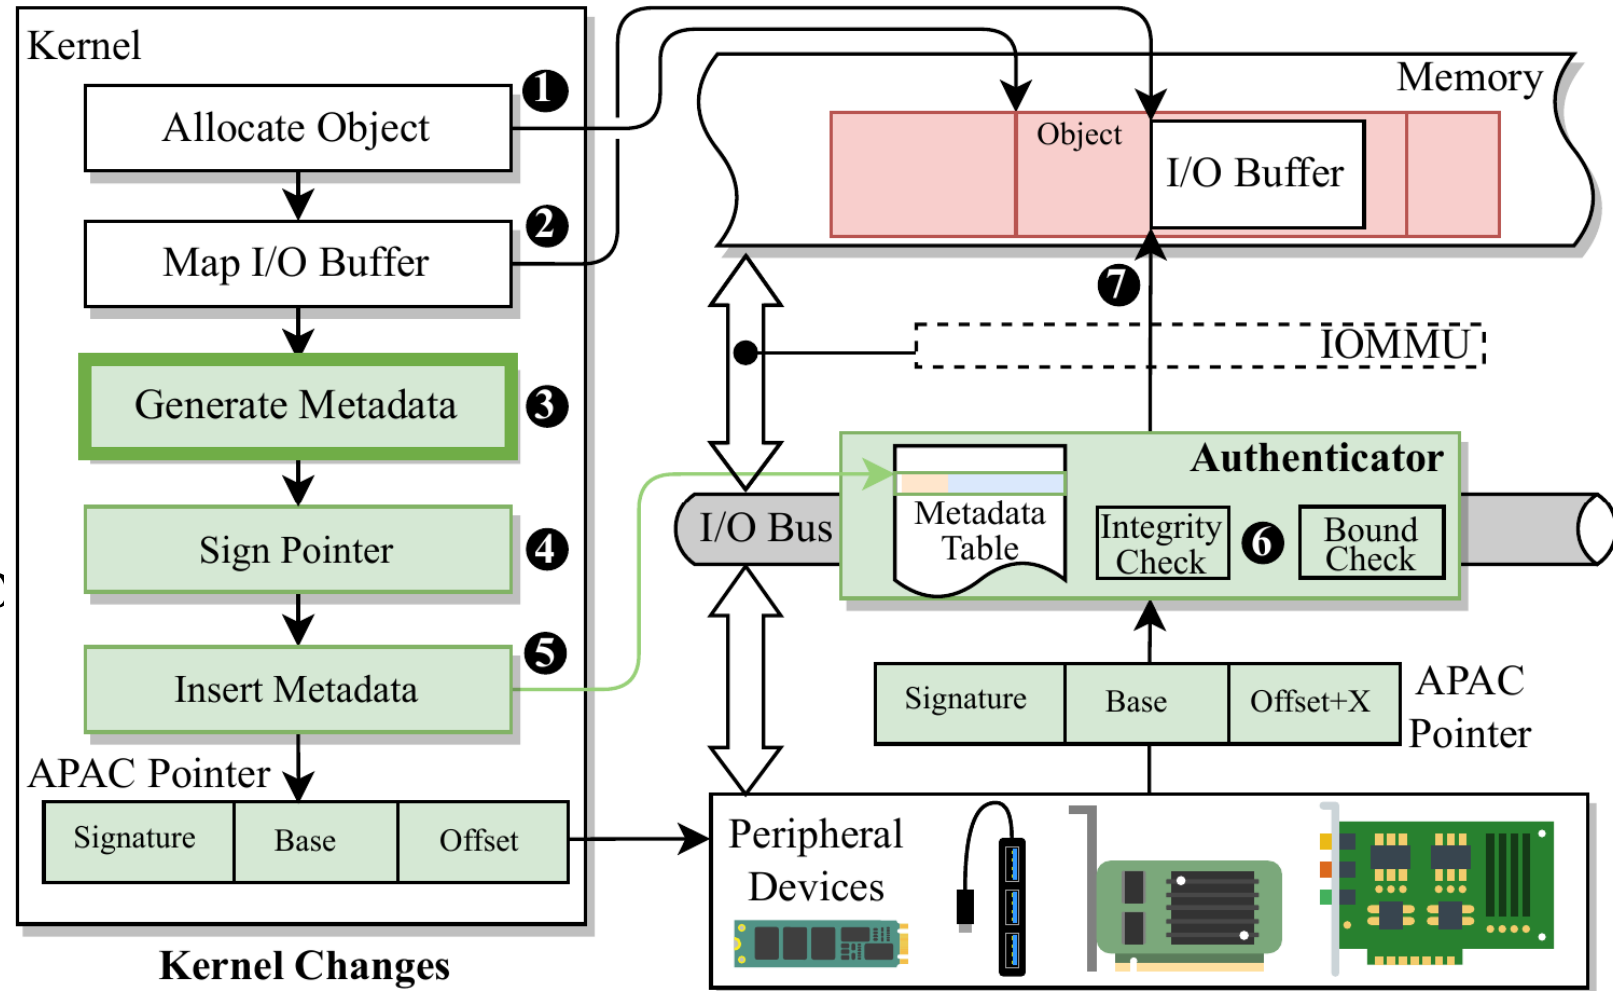 Kernel
1
Allocate Object
2
Map I/O Buffer
3
Generate Metadata
4
Sign Pointer
5
Insert Metadata
APAC Pointer
Signature
Base
Offset
Kernel Changes
Memory
Object
I/O Buffer
7
IOMMU
Authenticator
I/O Bus
Metadata
Table
Integrity
Check
6
Bound
Check
Signature
Base
Offset+X
APAC
Pointer
Peripheral
Devices